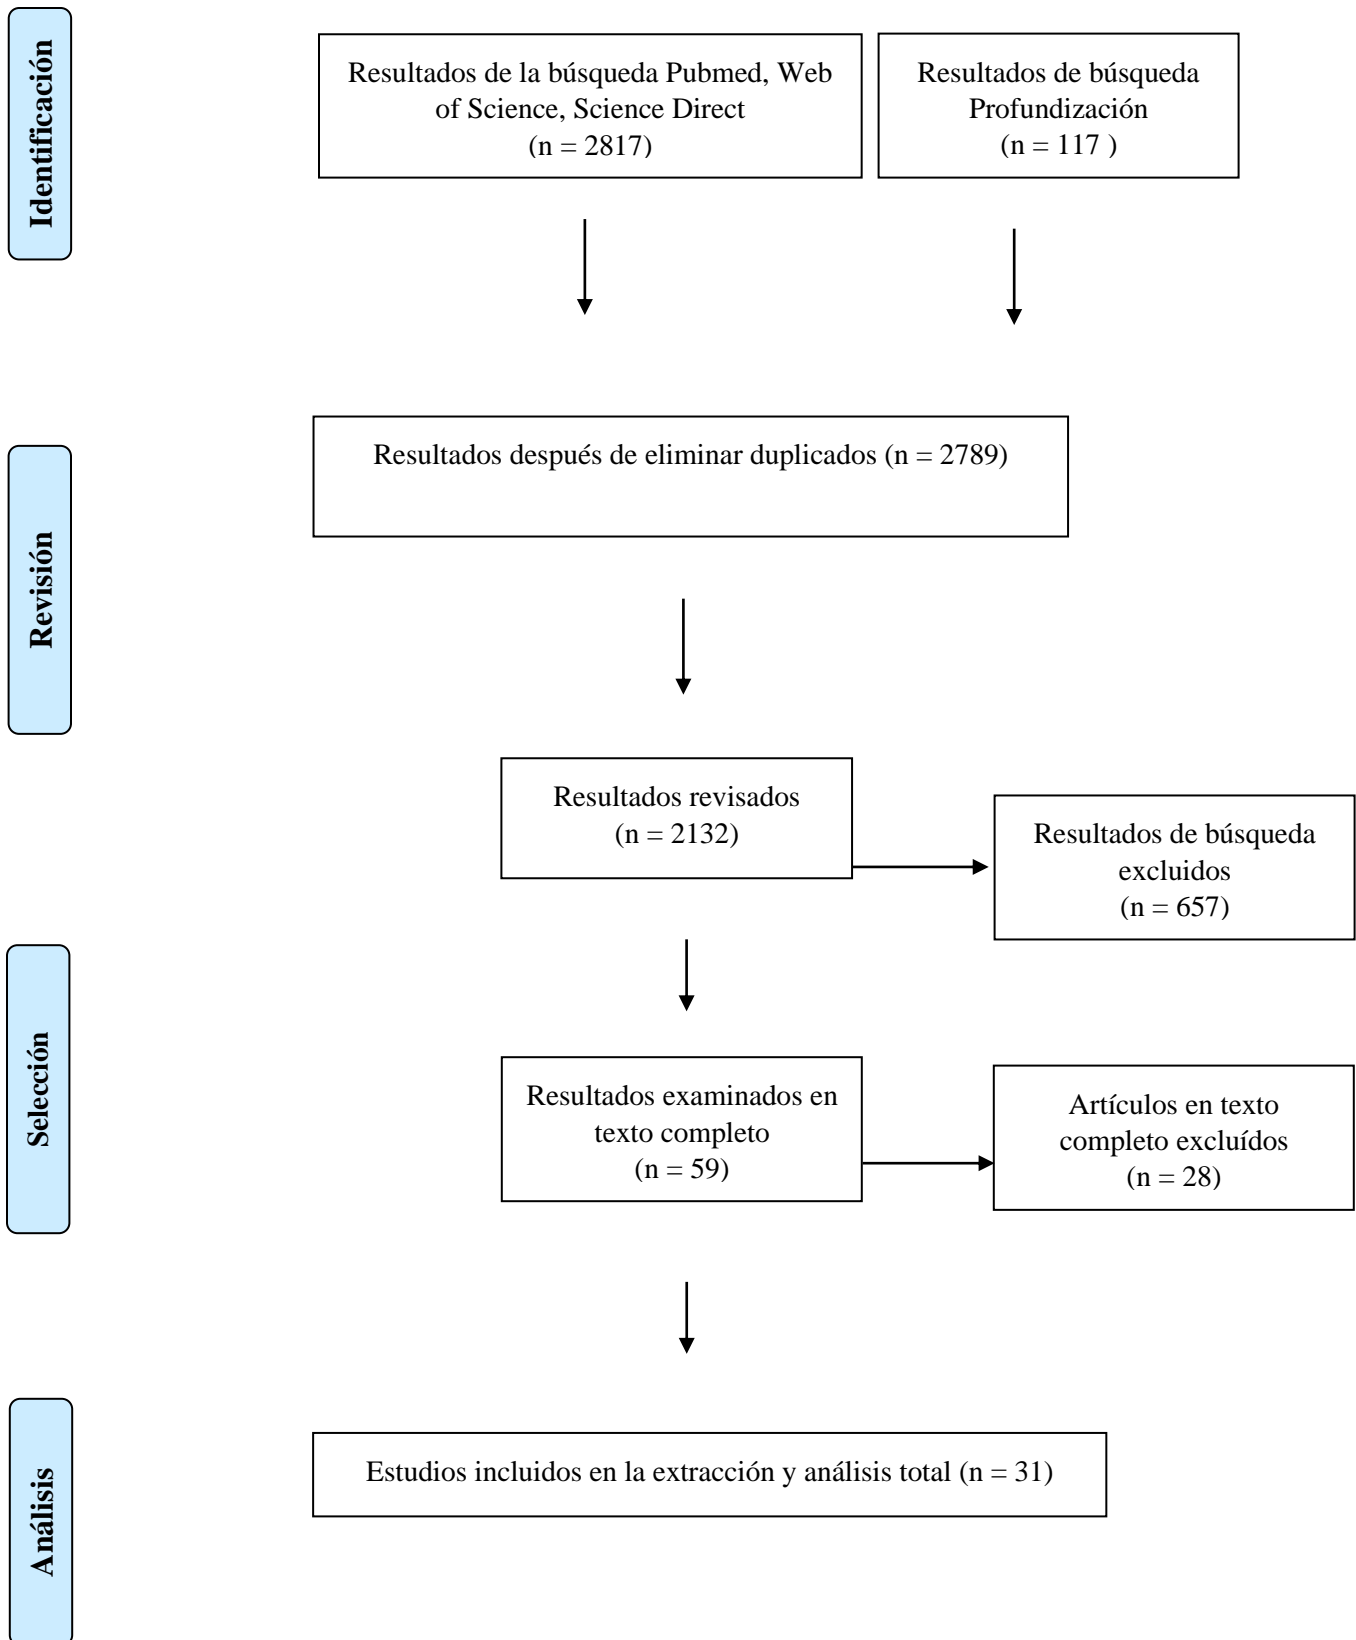 Identificación
Resultados de la búsqueda Pubmed, Web
of Science, Science Direct
(n = 2817)
Resultados de búsqueda
Profundización
(n = 117 )
Revisión
Resultados después de eliminar duplicados (n = 2789)
Resultados revisados
(n = 2132)
Resultados de búsqueda
excluidos
(n = 657)
Selección
Resultados examinados en
texto completo
(n = 59)
Artículos en texto
completo excluídos
(n = 28)
Análisis
Estudios incluidos en la extracción y análisis total (n = 31)